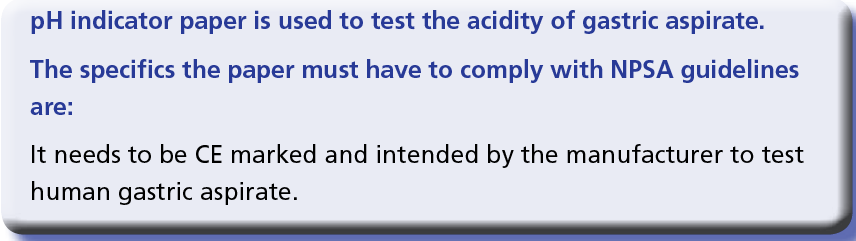 pH indicator paper is used to test the acidity of gastric aspirate.
The specifics the paper must have to comply with NPSA guidelines
are:
It needs to be CE marked and intended by the manufacturer to test
human gastric aspirate.